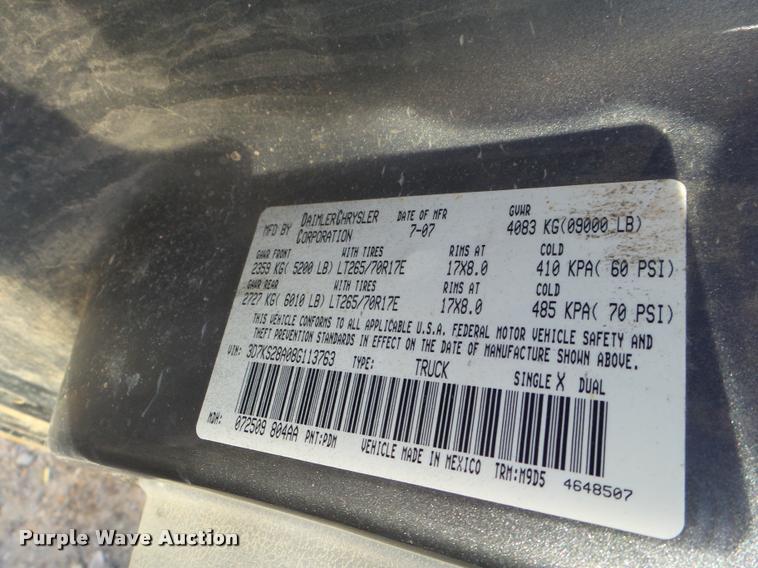 MFD BY DAIMLERCHRYSLER CORPORATION DATE OF MFR 7-07 GVWR 4083 KG(09000 LB)
GAWR FRONT WITH TIRES RIMS AT COLD
2359 KG( 5200 LB) LT265/70R17E 17X8.0 410 KPA( 60 PSI)
GAWR REAR WITH TIRES RIMS AT COLD
2727 KG( 6010 LB) LT265/70R17E 17X8.0 485 KPA( 70 PSI)
THIS VEHICLE CONFORMS TO ALL APPLICABLE U.S.A. FEDERAL MOTOR VEHICLE SAFETY AND
THEFT PREVENTION STANDARDS IN EFFECT ON THE DATE OF MANUFACTURE SHOWN ABOVE.
VIN: 3D7KS28A08G113763 TYPE: TRUCK SINGLE X DUAL
MDH: 072509 804AA PNT:PDM VEHICLE MADE IN MEXICO TRM:M9D5 4648507
Purple Wave Auction